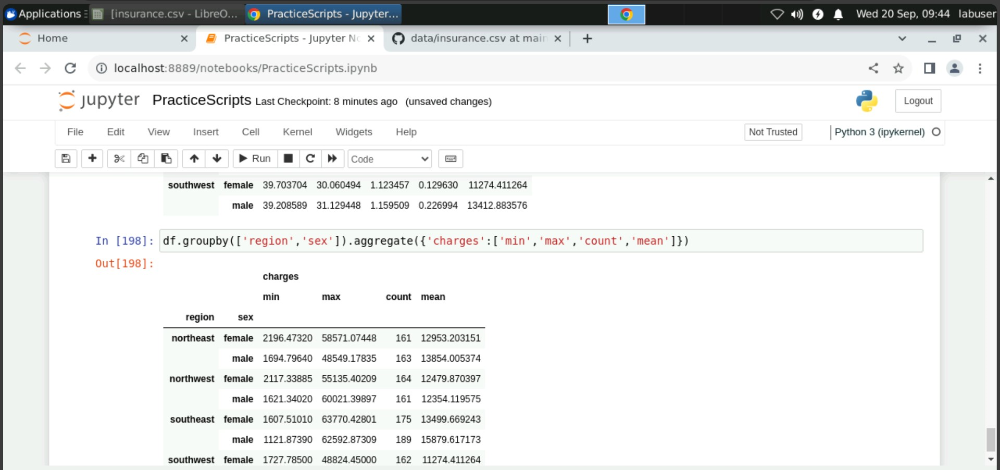 Applications [insurance.csv - LibreO... PracticeScripts - Jupyter... Wed 20 Sep, 09:44 labuser
Home PracticeScripts - Jupyter No data/insurance.csv at main
localhost:8889/notebooks/PracticeScripts.ipynb
jupyter PracticeScripts Last Checkpoint: 8 minutes ago (unsaved changes) Logout
File Edit View Insert Cell Kernel Widgets Help Not Trusted Python 3 (ipykernel)
Run Code
southwest female 39.703704 30.060494 1.123457 0.129630 11274.411264
male 39.208589 31.129448 1.159509 0.226994 13412.883576
In [198]: df.groupby(['region','sex']).aggregate({'charges':['min','max','count','mean']})
Out[198]:
charges
min max count mean
region sex
northeast female 2196.47320 58571.07448 161 12953.203151
male 1694.79640 48549.17835 163 13854.005374
northwest female 2117.33885 55135.40209 164 12479.870397
male 1621.34020 60021.39897 161 12354.119575
southeast female 1607.51010 63770.42801 175 13499.669243
male 1121.87390 62592.87309 189 15879.617173
southwest female 1727.78500 48824.45000 162 11274.411264